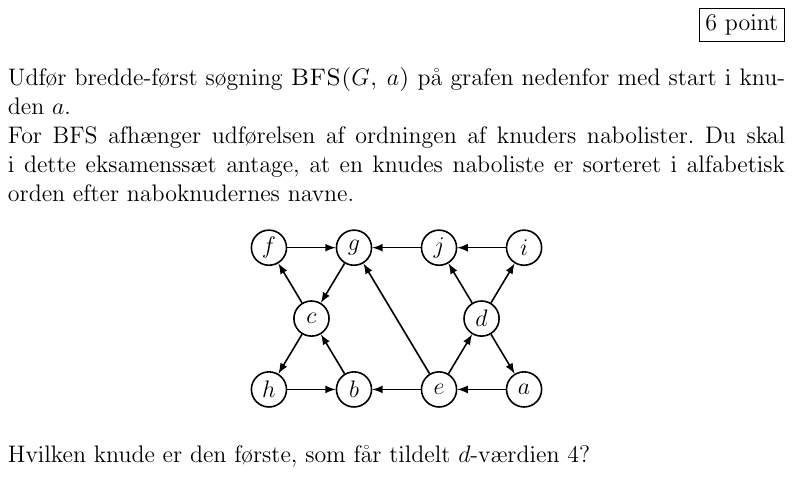 6 point
Udfør bredde-først søgning BFS(G, a) på grafen nedenfor med start i knu-
den a.
For BFS afhænger udførelsen af ordningen af knuders nabolister. Du skal
i dette eksamenssæt antage, at en knudes naboliste er sorteret i alfabetisk
orden efter naboknudernes navne.
f g j i
c d
h b e a
Hvilken knude er den første, som får tildelt d-værdien 4?